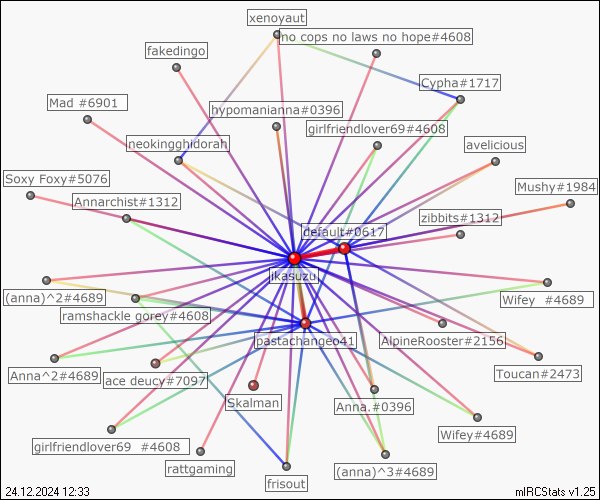 xenoyaut
no cops no laws no hope#4608
fakedingo
Cypha#1717
Mad #6901
hypomanianna#0396
girlfriendlover69#4608
neokingghidorah
avelicious
Soxy Foxy#5076
Mushy#1984
Annarchist#1312
zibbits#1312
default#0617
jikasuzu
(anna)^2#4689
Wifey  #4689
ramshackle gorey#4608
pastachangeo41
AlpineRooster#2156
Anna^2#4689
Toucan#2473
ace deucy#7097
Skalman
Anna.#0396
Wifey#4689
girlfriendlover69  #4608
rattgaming
(anna)^3#4689
frisout
24.12.2024 12:33
mIRCStats v1.25